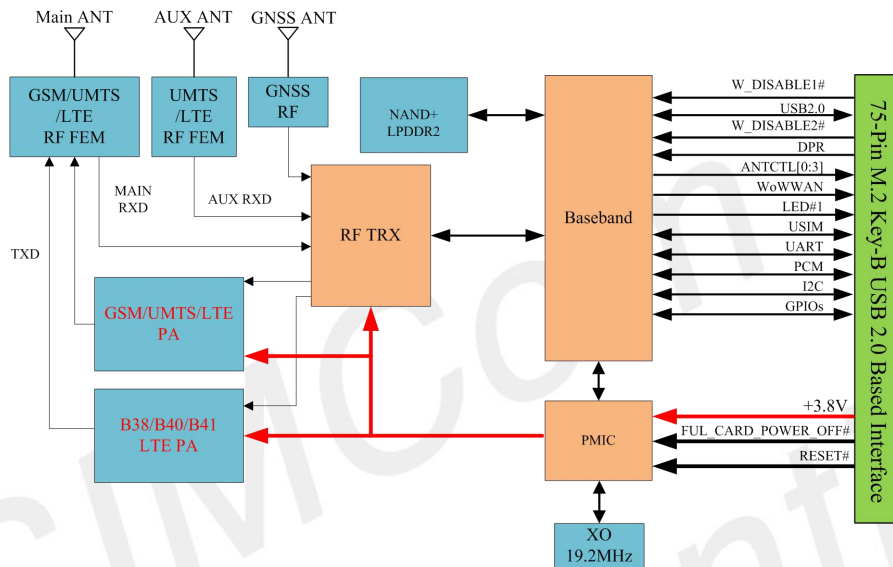 Main ANT
AUX ANT
GNSS ANT
GSM/UMTS
/LTE
RF FEM
UMTS
/LTE
RF FEM
GNSS
RF
NAND+
LPDDR2
MAIN
RXD
AUX RXD
TXD
RF TRX
Baseband
GSM/UMTS/LTE
PA
B38/B40/B41
LTE PA
PMIC
XO
19.2MHz
W_DISABLE1#
USB2.0
W_DISABLE2#
DPR
ANTCTL[0:3]
WoWWAN
LED#1
USIM
UART
PCM
I2C
GPIOs
+3.8V
FUL_CARD_POWER_OFF#
RESET#
75-Pin M.2 Key-B USB 2.0 Based Interface